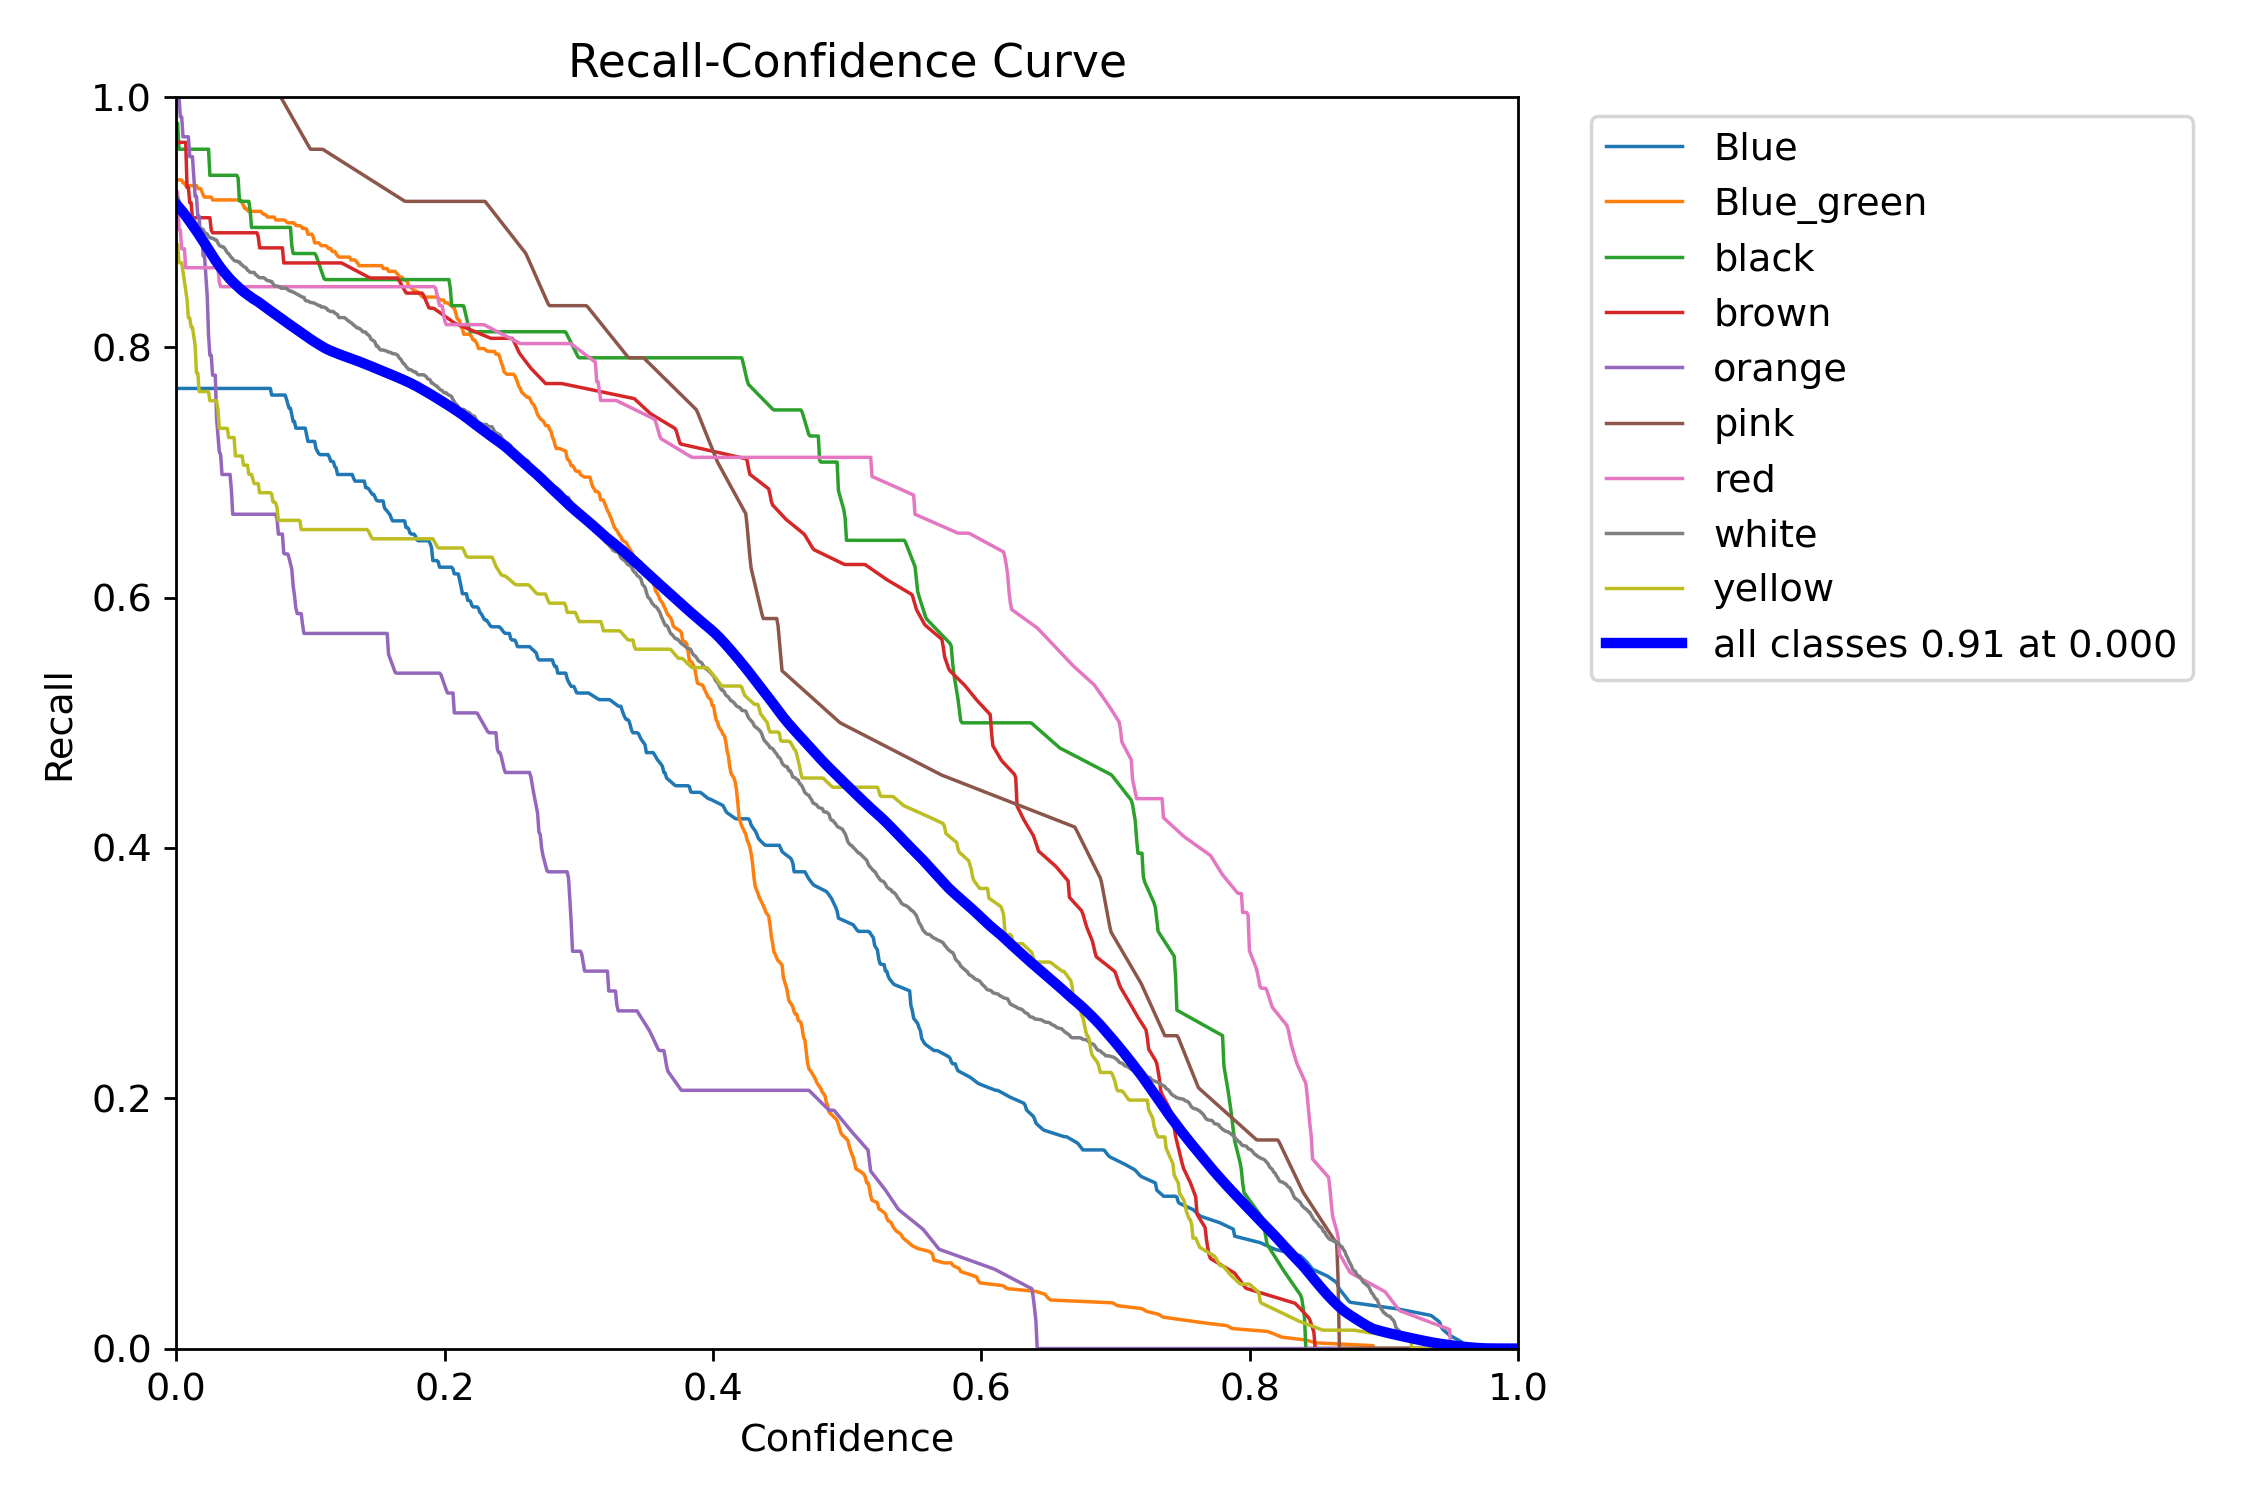 Recall-Confidence Curve
1.0
0.8
0.6
0.4
0.2
0.0
Recall
0.0 0.2 0.4 0.6 0.8 1.0
Confidence
Blue
Blue_green
black
brown
orange
pink
red
white
yellow
all classes 0.91 at 0.000